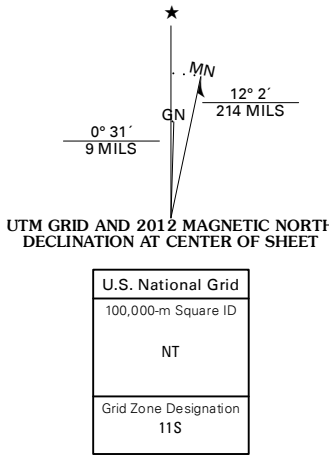 ★
MN
GN
12° 2´
214 MILS
0° 31´
9 MILS
UTM GRID AND 2012 MAGNETIC NORTH
DECLINATION AT CENTER OF SHEET
U.S. National Grid
100,000-m Square ID
NT
Grid Zone Designation
11S